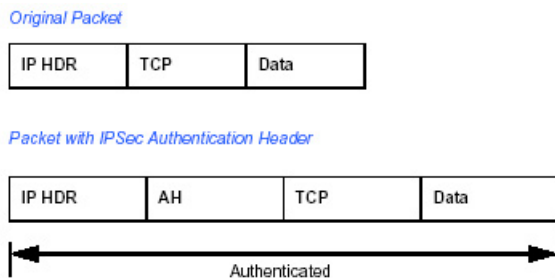 Original Packet
IP HDR TCP Data
Packet with IPSec Authentication Header
IP HDR AH TCP Data
Authenticated